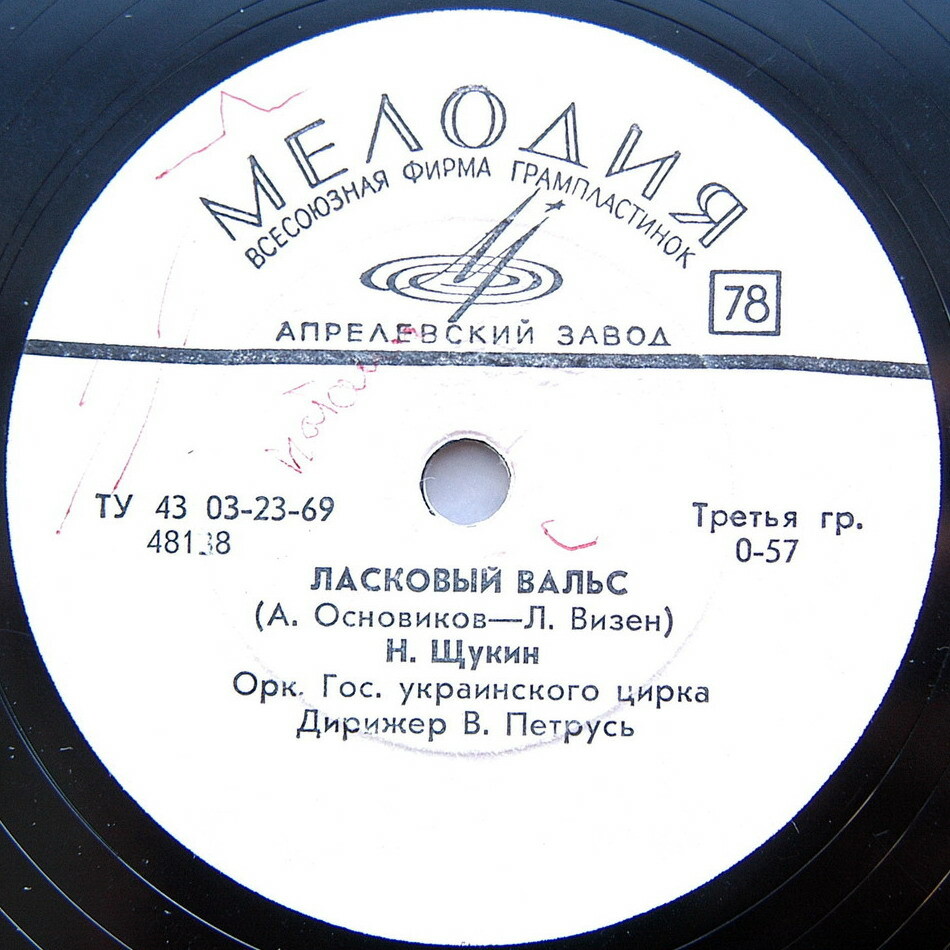 МЕЛОДИЯ
ВСЕСОЮЗНАЯ ФИРМА ГРАМПЛАСТИНОК
78
АПРЕЛЕВСКИЙ ЗАВОД
ТУ 43 03-23-69
Третья гр.
0-57
ЛАСКОВЫЙ ВАЛЬС
(А. Основиков—Л. Визен)
Н. Щукин
Орк. Гос. украинского цирка
Дирижер В. Петрусь